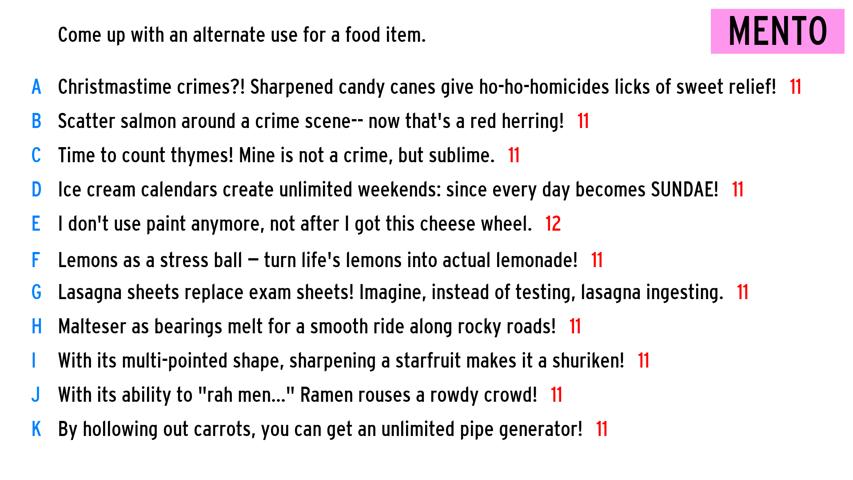 Come up with an alternate use for a food item.
MENTO
A Christmastime crimes?! Sharpened candy canes give ho-ho-homicides licks of sweet relief! 11
B Scatter salmon around a crime scene-- now that's a red herring! 11
C Time to count thymes! Mine is not a crime, but sublime. 11
D Ice cream calendars create unlimited weekends: since every day becomes SUNDAE! 11
E I don't use paint anymore, not after I got this cheese wheel. 12
F Lemons as a stress ball – turn life's lemons into actual lemonade! 11
G Lasagna sheets replace exam sheets! Imagine, instead of testing, lasagna ingesting. 11
H Malteser as bearings melt for a smooth ride along rocky roads! 11
I With its multi-pointed shape, sharpening a starfruit makes it a shuriken! 11
J With its ability to "rah men..." Ramen rouses a rowdy crowd! 11
K By hollowing out carrots, you can get an unlimited pipe generator! 11